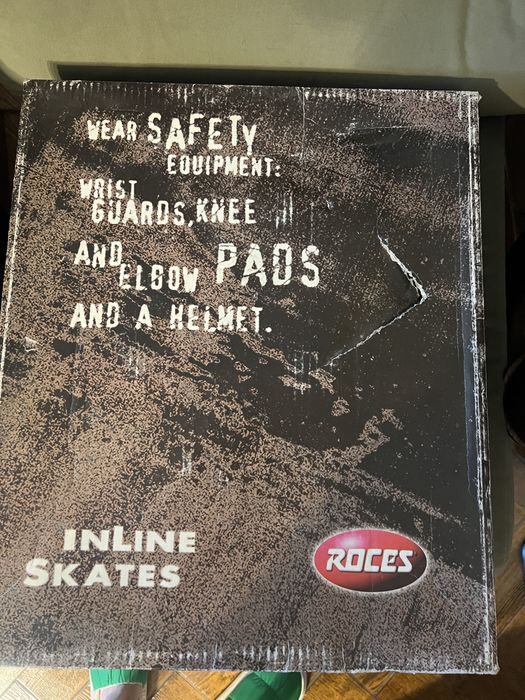 WEAR SAFETY
EQUIPMENT:
WRIST
GUARDS, KNEE
AND
ELBOW PADS
AND A HELMET.
INLINE
SKATES
ROCES